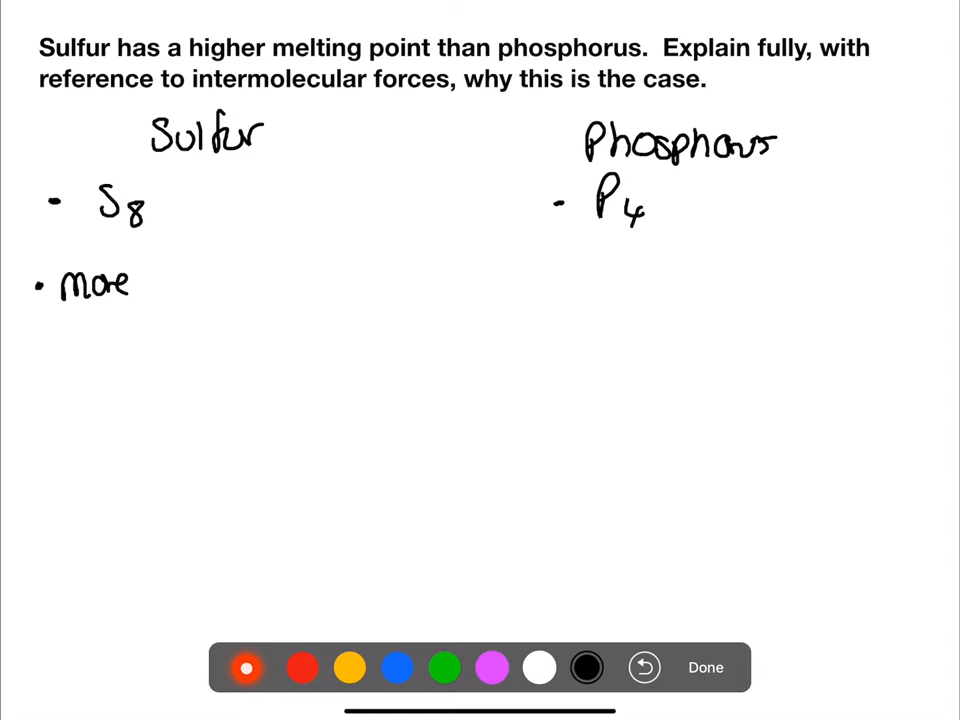 Sulfur has a higher melting point than phosphorus. Explain fully, with
reference to intermolecular forces, why this is the case.
Sulfur
Phosphorus
- S8
- P4
• more
Done